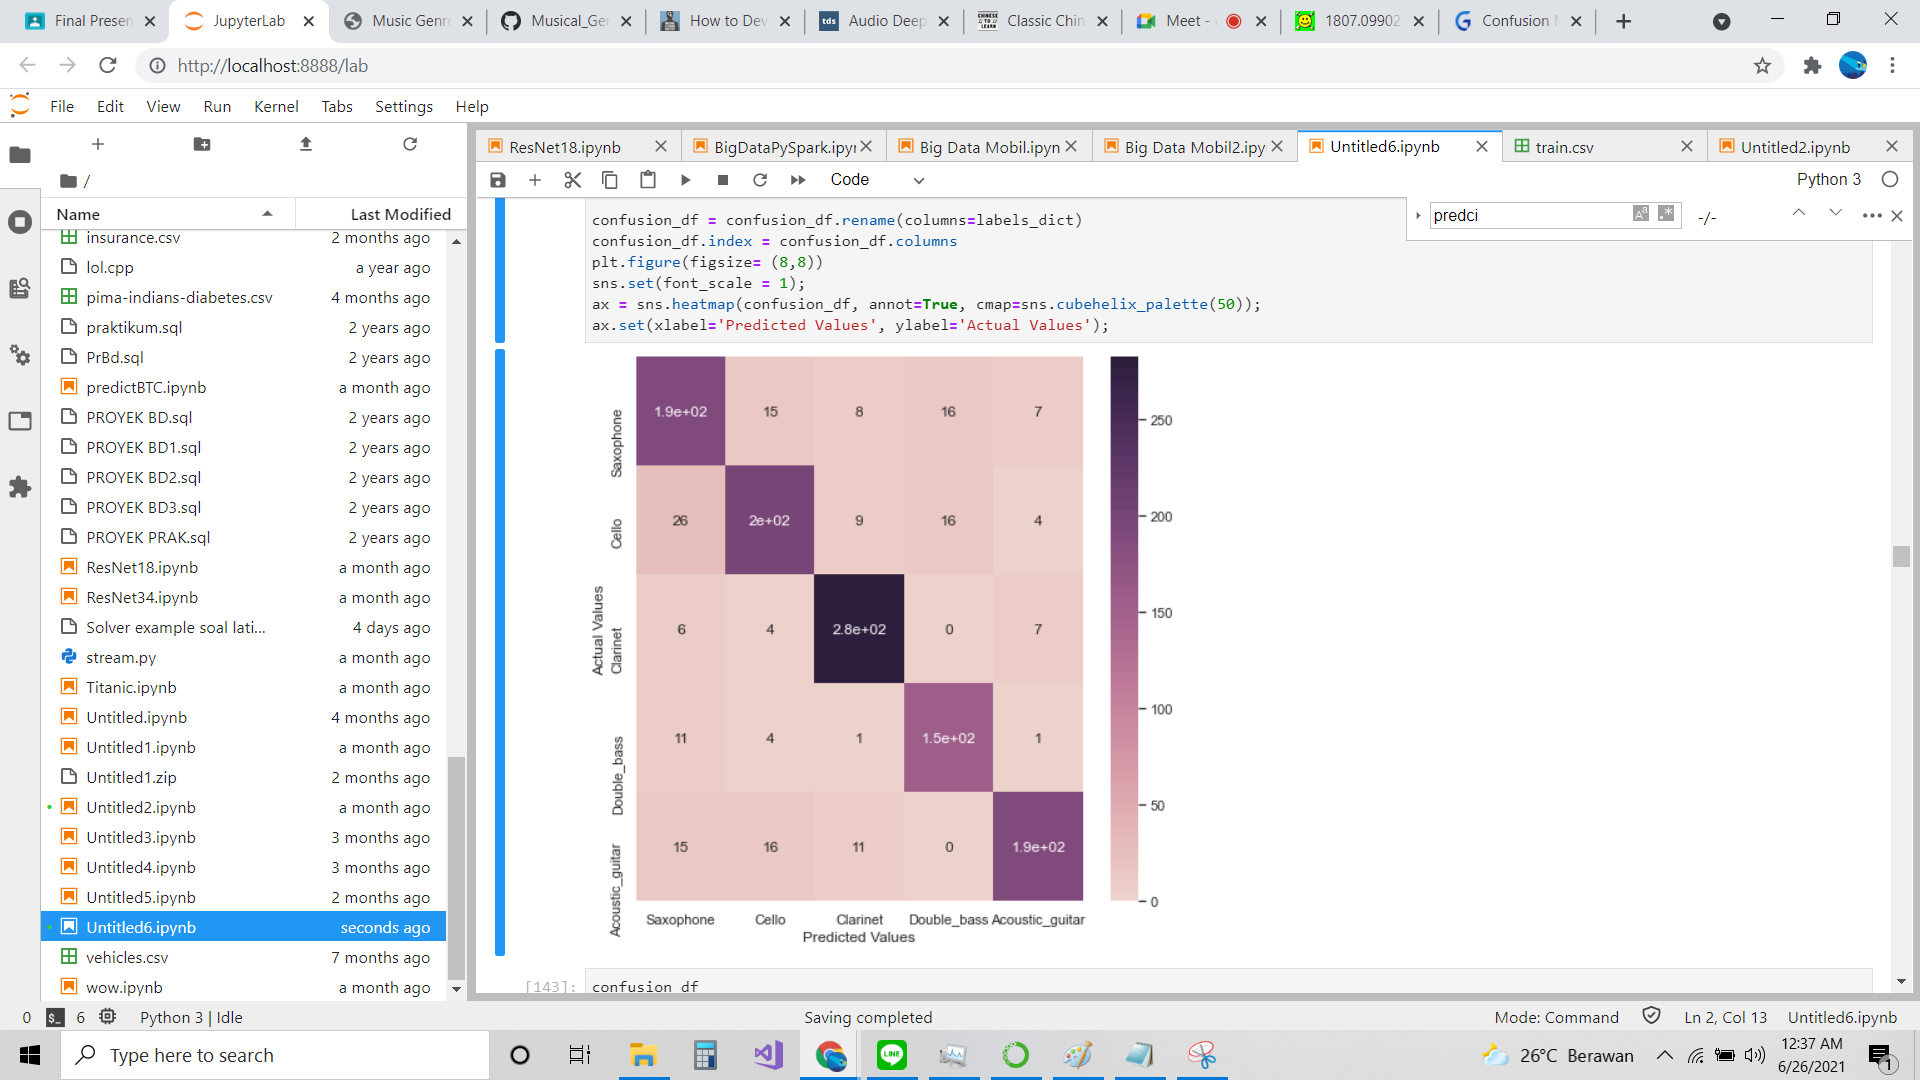 Final Presen
JupyterLab
Music Genre
Musical_Ger
How to Dev
tds Audio Deep
CHINESE TO LEARN Classic Chin
Meet -
1807.09902
Confusion M
http://localhost:8888/lab
File Edit View Run Kernel Tabs Settings Help
/
Name Last Modified
insurance.csv 2 months ago
lol.cpp a year ago
pima-indians-diabetes.csv 4 months ago
praktikum.sql 2 years ago
PrBd.sql 2 years ago
predictBTC.ipynb a month ago
PROYEK BD.sql 2 years ago
PROYEK BD1.sql 2 years ago
PROYEK BD2.sql 2 years ago
PROYEK BD3.sql 2 years ago
PROYEK PRAK.sql 2 years ago
ResNet18.ipynb a month ago
ResNet34.ipynb a month ago
Solver example soal lati... 4 days ago
stream.py a month ago
Titanic.ipynb a month ago
Untitled.ipynb 4 months ago
Untitled1.ipynb a month ago
Untitled1.zip 2 months ago
Untitled2.ipynb a month ago
Untitled3.ipynb 3 months ago
Untitled4.ipynb 3 months ago
Untitled5.ipynb 2 months ago
Untitled6.ipynb seconds ago
vehicles.csv 7 months ago
wow.ipynb a month ago
ResNet18.ipynb
BigDataPySpark.ipyn
Big Data Mobil.ipyn
Big Data Mobil2.ipy
Untitled6.ipynb
train.csv
Untitled2.ipynb
Code
Python 3
predci
-/-
confusion_df = confusion_df.rename(columns=labels_dict)
confusion_df.index = confusion_df.columns
plt.figure(figsize= (8,8))
sns.set(font_scale = 1);
ax = sns.heatmap(confusion_df, annot=True, cmap=sns.cubehelix_palette(50));
ax.set(xlabel='Predicted Values', ylabel='Actual Values');
Actual Values
Saxophone 1.9e+02 15 8 16 7
Cello 26 2e+02 9 16 4
Clarinet 6 4 2.8e+02 0 7
Double_bass 11 4 1 1.5e+02 1
Acoustic_guitar 15 16 11 0 1.9e+02
Saxophone Cello Clarinet Double_bass Acoustic_guitar
Predicted Values
250
200
150
100
50
0
[143]: confusion_df
0 $_ 6 Python 3 | Idle Saving completed Mode: Command Ln 2, Col 13 Untitled6.ipynb
Type here to search
LINE
26°C Berawan
12:37 AM
6/26/2021
1